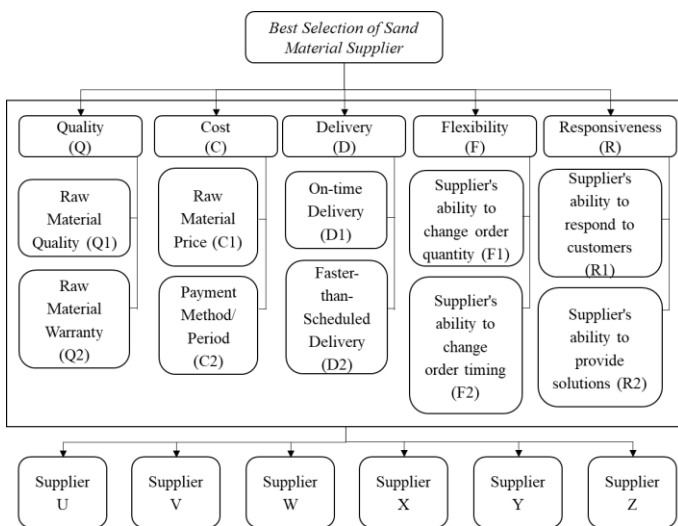 Best Selection of Sand
Material Supplier
Quality
(Q)
Cost
(C)
Delivery
(D)
Flexibility
(F)
Responsiveness
(R)
Raw
Material
Quality (Q1)
Raw
Material
Warranty
(Q2)
Raw
Material
Price (C1)
Payment
Method/
Period
(C2)
On-time
Delivery
(D1)
Faster-
than-
Scheduled
Delivery
(D2)
Supplier's
ability to
change order
quantity (F1)
Supplier's
ability to
change
order timing
(F2)
Supplier's
ability to
respond to
customers
(R1)
Supplier's
ability to
provide
solutions (R2)
Supplier
U
Supplier
V
Supplier
W
Supplier
X
Supplier
Y
Supplier
Z